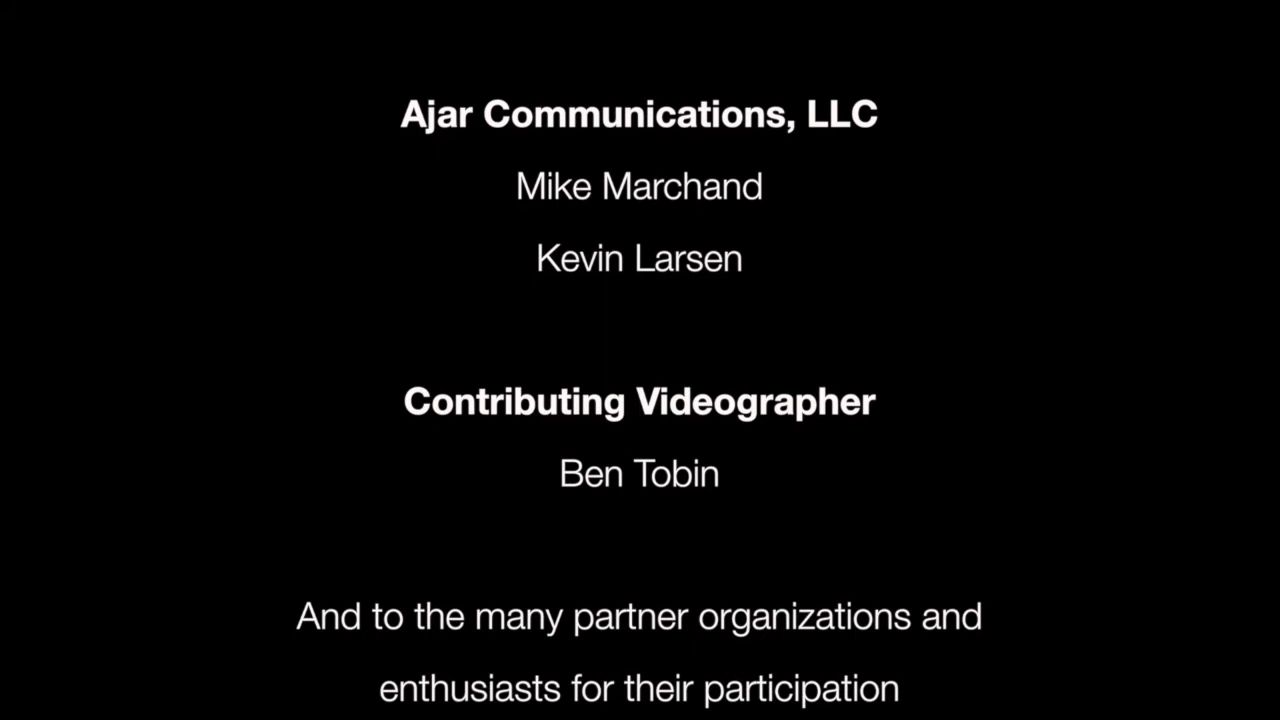 Ajar Communications, LLC
Mike Marchand
Kevin Larsen
Contributing Videographer
Ben Tobin
And to the many partner organizations and
enthusiasts for their participation